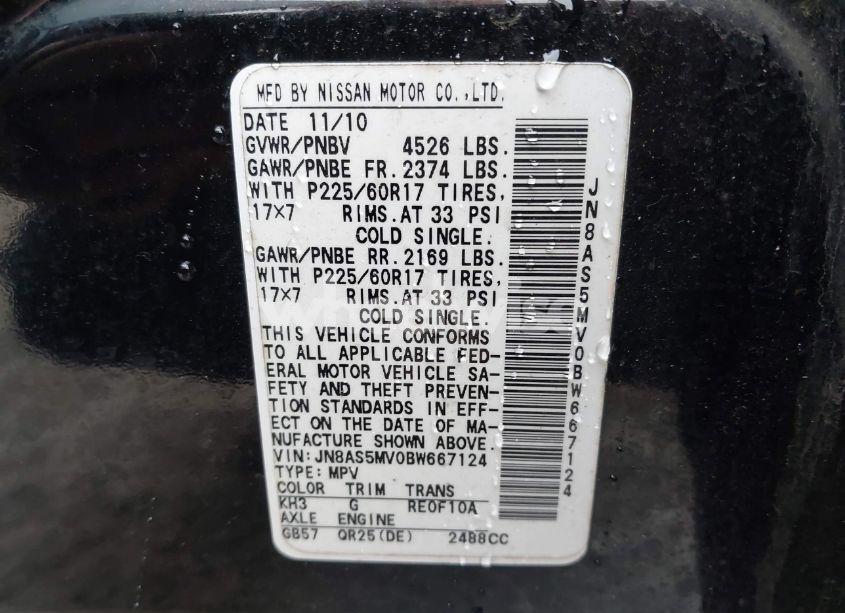 MFD BY NISSAN MOTOR CO.,LTD.
DATE 11/10
GVWR/PNBV 4526 LBS.
GAWR/PNBE FR. 2374 LBS.
WITH P225/60R17 TIRES,
17×7 RIMS.AT 33 PSI
COLD SINGLE.
GAWR/PNBE RR. 2169 LBS.
WITH P225/60R17 TIRES,
17×7 RIMS.AT 33 PSI
COLD SINGLE.
THIS VEHICLE CONFORMS
TO ALL APPLICABLE FED-
ERAL MOTOR VEHICLE SA-
FETY AND THEFT PREVEN-
TION STANDARDS IN EFF-
ECT ON THE DATE OF MA-
NUFACTURE SHOWN ABOVE.
VIN:JN8AS5MV0BW667124
TYPE:MPV
COLOR TRIM TRANS
KH3 G RE0F10A
AXLE ENGINE
GB57 QR25(DE) 2488CC
JN8AS5MV0BW667124